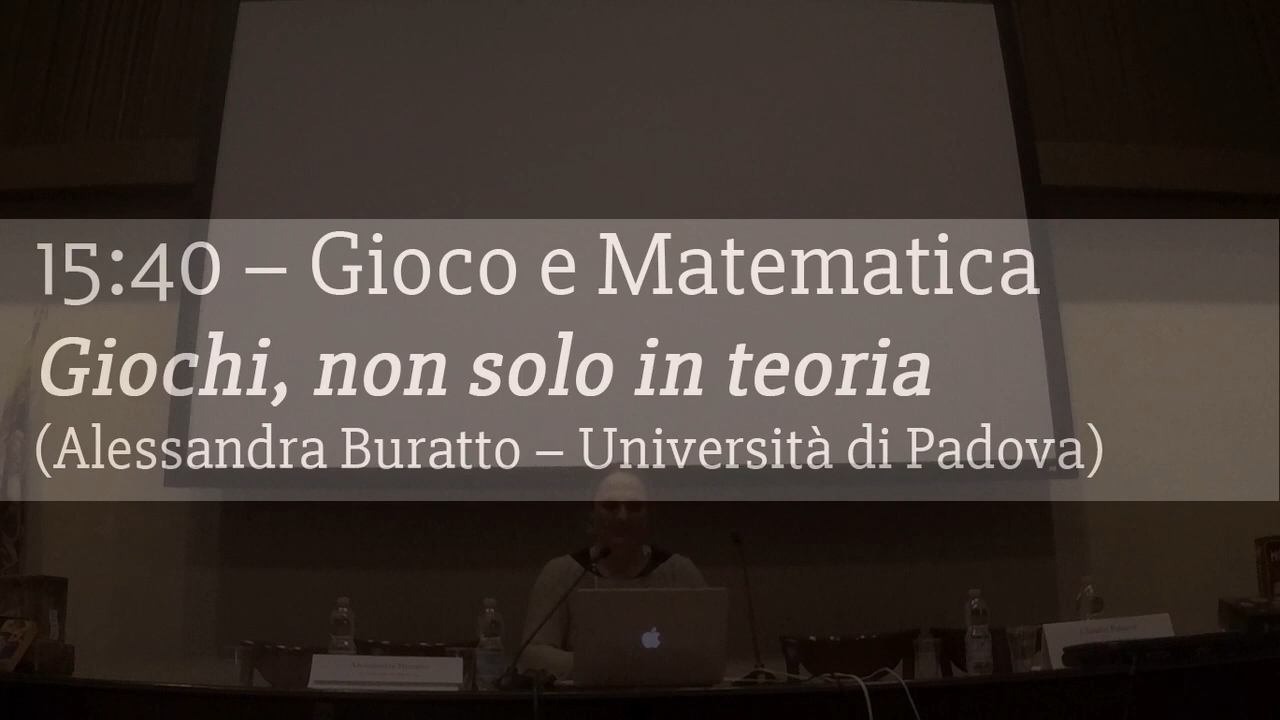 15:40 – Gioco e Matematica
Giochi, non solo in teoria
(Alessandra Buratto – Università di Padova)